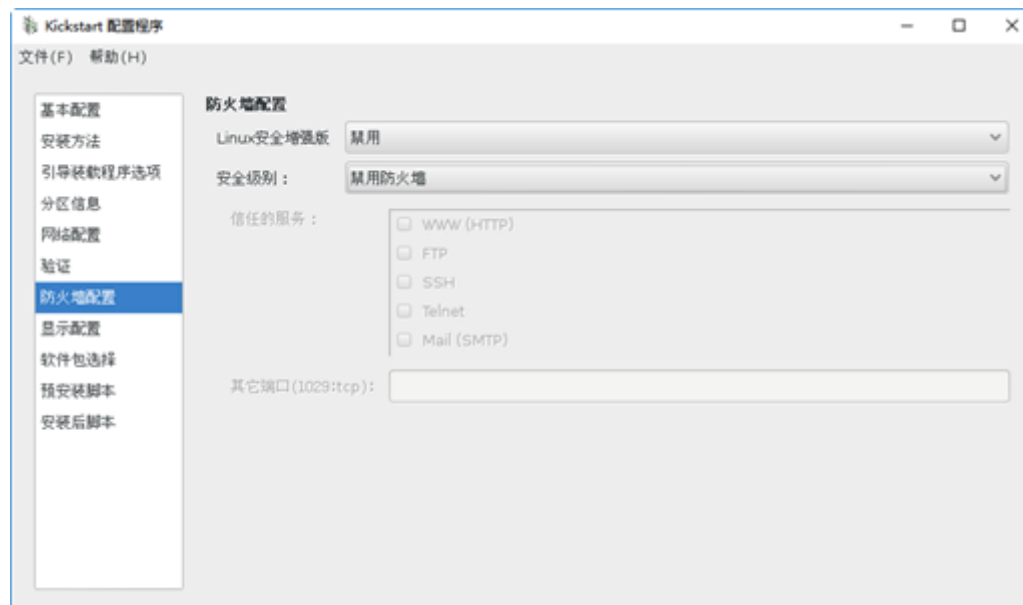 Kickstart 配置程序
文件(F) 帮助(H)
基本配置
安装方法
引导装载程序选项
分区信息
网络配置
验证
防火墙配置
显示配置
软件包选择
预安装脚本
安装后脚本
防火墙配置
Linux安全增强版 禁用
安全级别： 禁用防火墙
信任的服务：
WWW (HTTP)
FTP
SSH
Telnet
Mail (SMTP)
其它端口(1029:tcp):